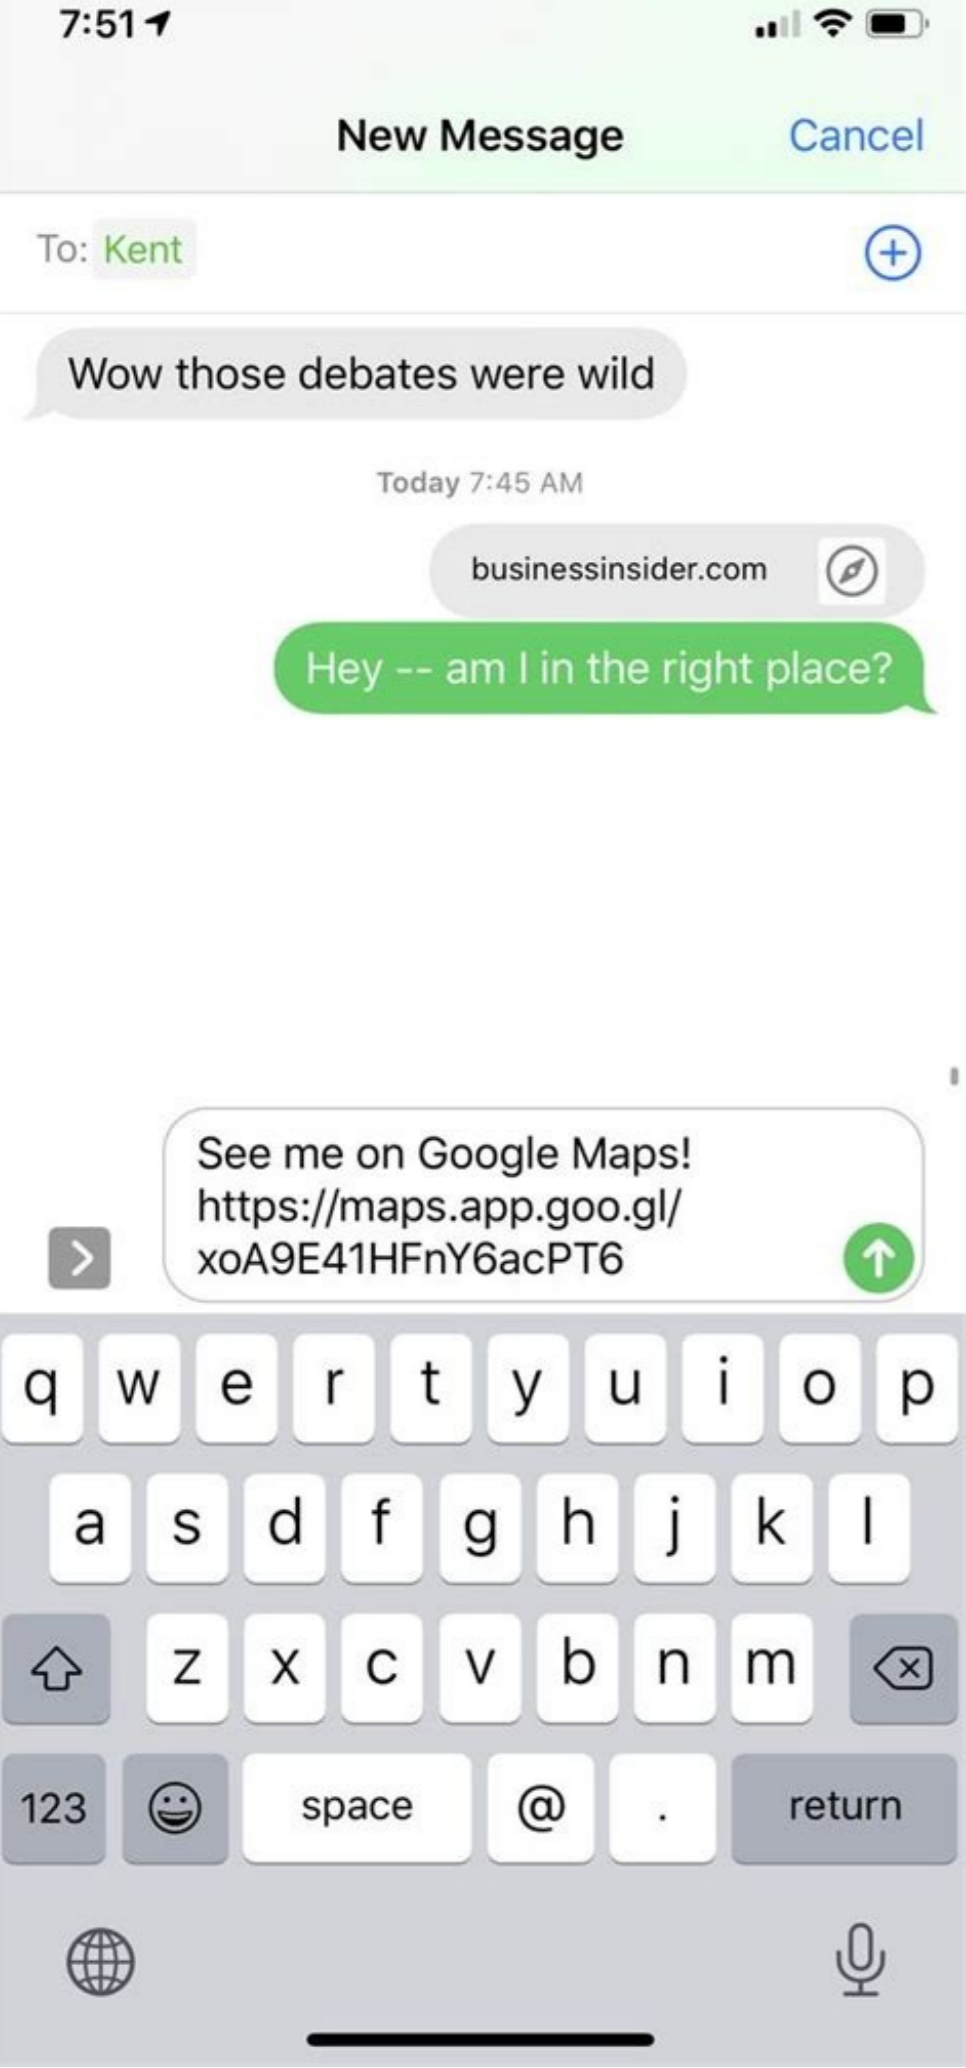 7:51
New Message
Cancel
To: Kent
Wow those debates were wild
Today 7:45 AM
businessinsider.com
Hey -- am I in the right place?
See me on Google Maps!
https://maps.app.goo.gl/
xoA9E41HFnY6acPT6
q w e r t y u i o p
a s d f g h j k l
z x c v b n m
123 space @ . return